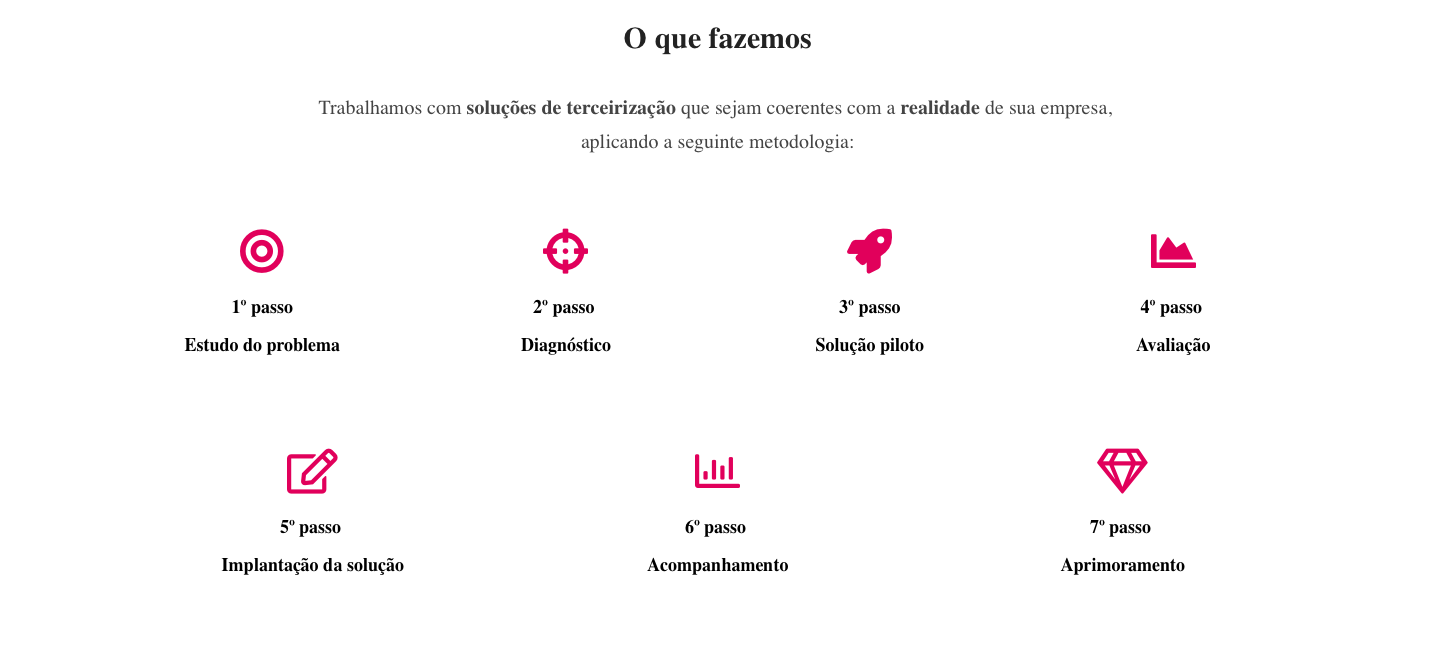 O que fazemos
Trabalhamos com soluções de terceirização que sejam coerentes com a realidade de sua empresa,
aplicando a seguinte metodologia:
1º passo
Estudo do problema
2º passo
Diagnóstico
3º passo
Solução piloto
4º passo
Avaliação
5º passo
Implantação da solução
6º passo
Acompanhamento
7º passo
Aprimoramento